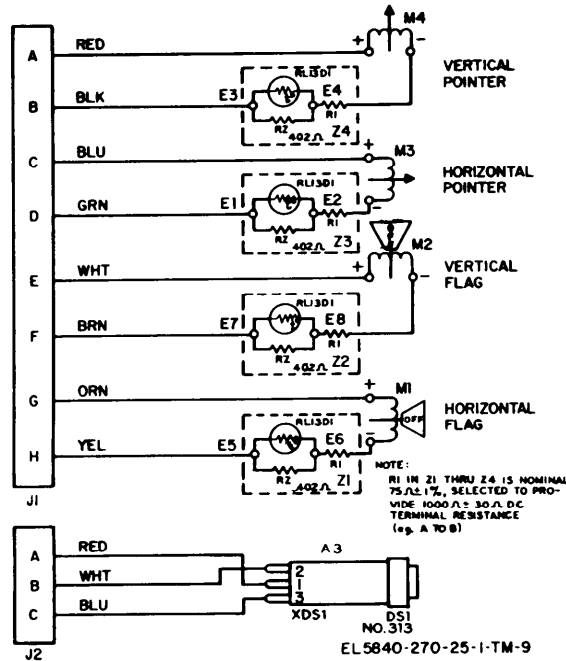 M4
A RED + −
VERTICAL POINTER
RL13D1
B BLK E3 E4
R1
R2 402Ω Z4
C BLU + M3
HORIZONTAL POINTER
RL13D1
D GRN E1 E2 −
R1
R2 402Ω Z3
OFF M2
E WHT + −
VERTICAL FLAG
RL13D1
F BRN E7 E8
R1
R2 402Ω Z2
G ORN + M1
OFF
HORIZONTAL FLAG
RL13D1
H YEL E5 E6 −
R1
R2 402Ω Z1
J1
NOTE:
R1 IN Z1 THRU Z4 IS NOMINAL
75Ω±1%, SELECTED TO PRO-
VIDE 1000Ω±30Ω DC
TERMINAL RESISTANCE
(eg. A TO B)
A RED A3
B WHT 2
1
C BLU 3
XDS1 DS1
NO.313
J2
EL5840-270-25-1-TM-9